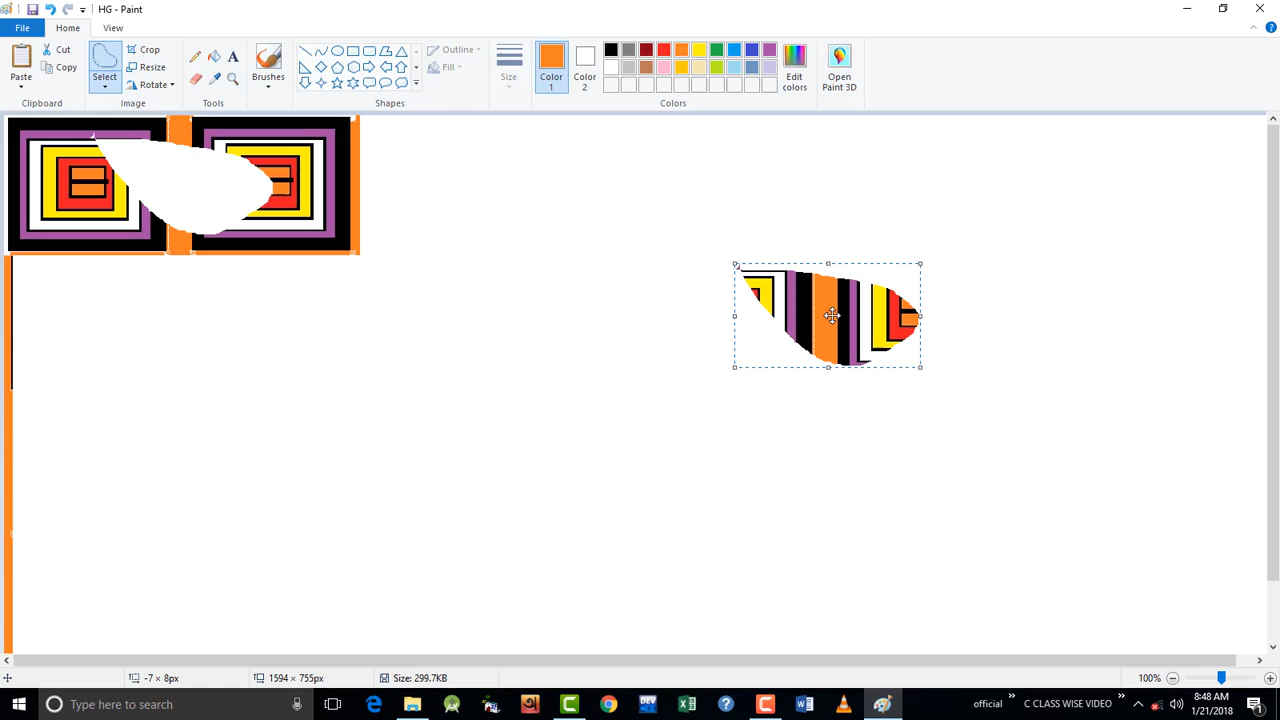 HG - Paint
File
Home
View
Paste
Cut
Copy
Clipboard
Select
Crop
Resize
Rotate
Image
A
Tools
Brushes
Outline
Fill
Shapes
Size
Color 1
Color 2
Colors
Edit colors
Open Paint 3D
-7 × 8px
1594 × 755px
Size: 299.7KB
100%
Type here to search
DEV
official
C CLASS WISE VIDEO
8:48 AM
1/21/2018